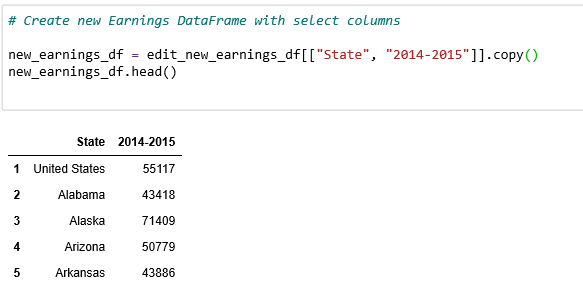 # Create new Earnings DataFrame with select columns
new_earnings_df = edit_new_earnings_df[["State", "2014-2015"]].copy()
new_earnings_df.head()
State 2014-2015
1 United States 55117
2 Alabama 43418
3 Alaska 71409
4 Arizona 50779
5 Arkansas 43886